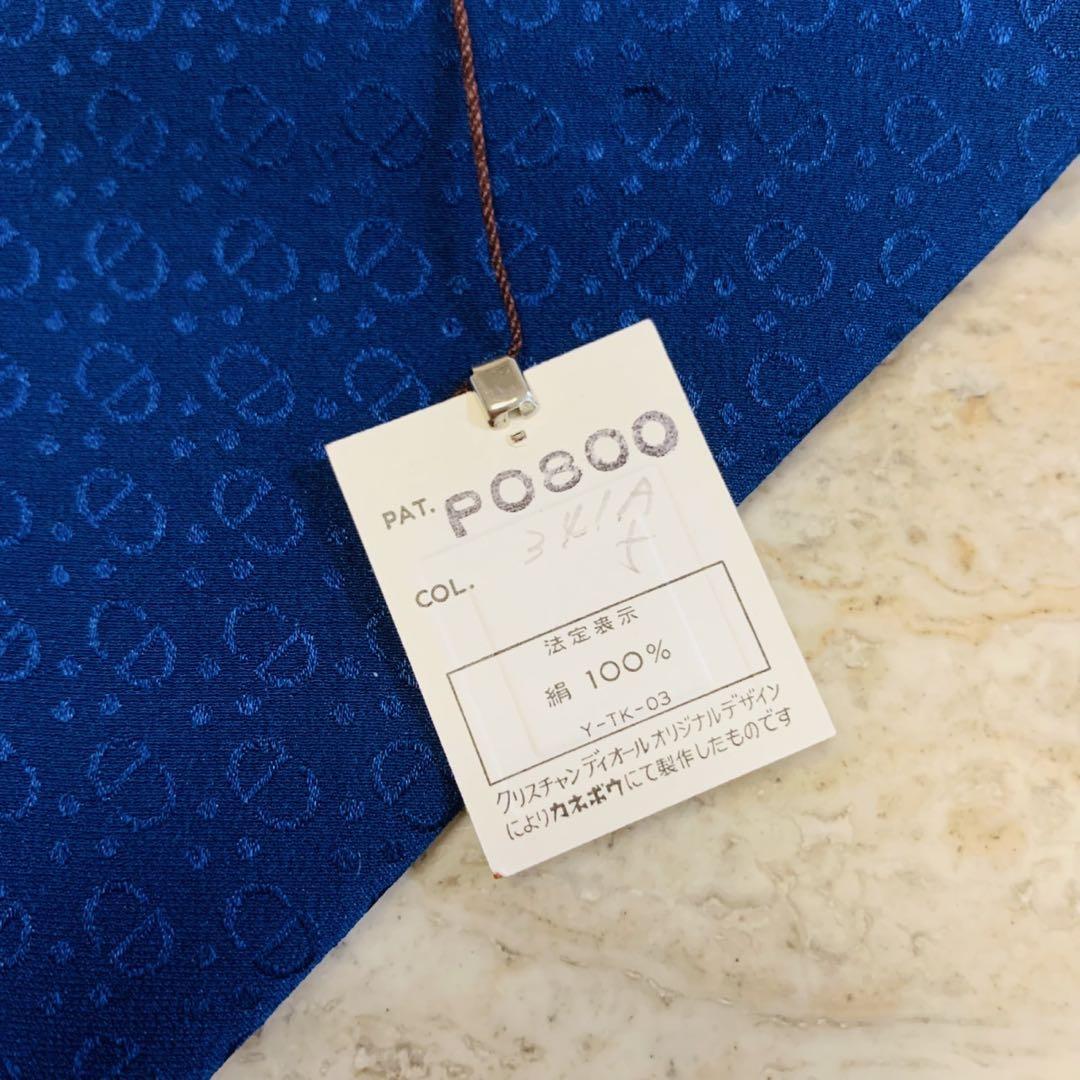 PAT. P0800
COL.
法定表示
絹 100%
Y-TK-03
クリスチャンディオールオリジナルデザイン
によりカネボウにて製作したものです